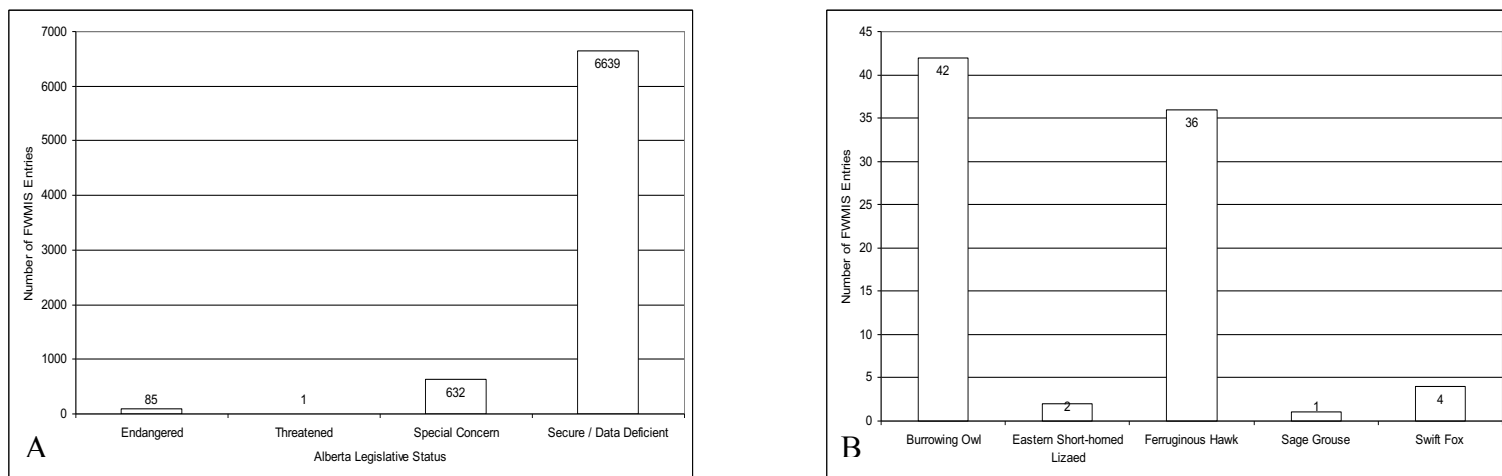 7000
6000
5000
4000
3000
2000
1000
0
Number of FWMIS Entries
85
1
632
6639
Endangered
Threatened
Special Concern
Secure / Data Deficient
Alberta Legislative Status
A
45
40
35
30
25
20
15
10
5
0
Number of FWMIS Entries
42
2
36
1
4
Burrowing Owl
Eastern Short-horned
Lizaed
Ferruginous Hawk
Sage Grouse
Swift Fox
B